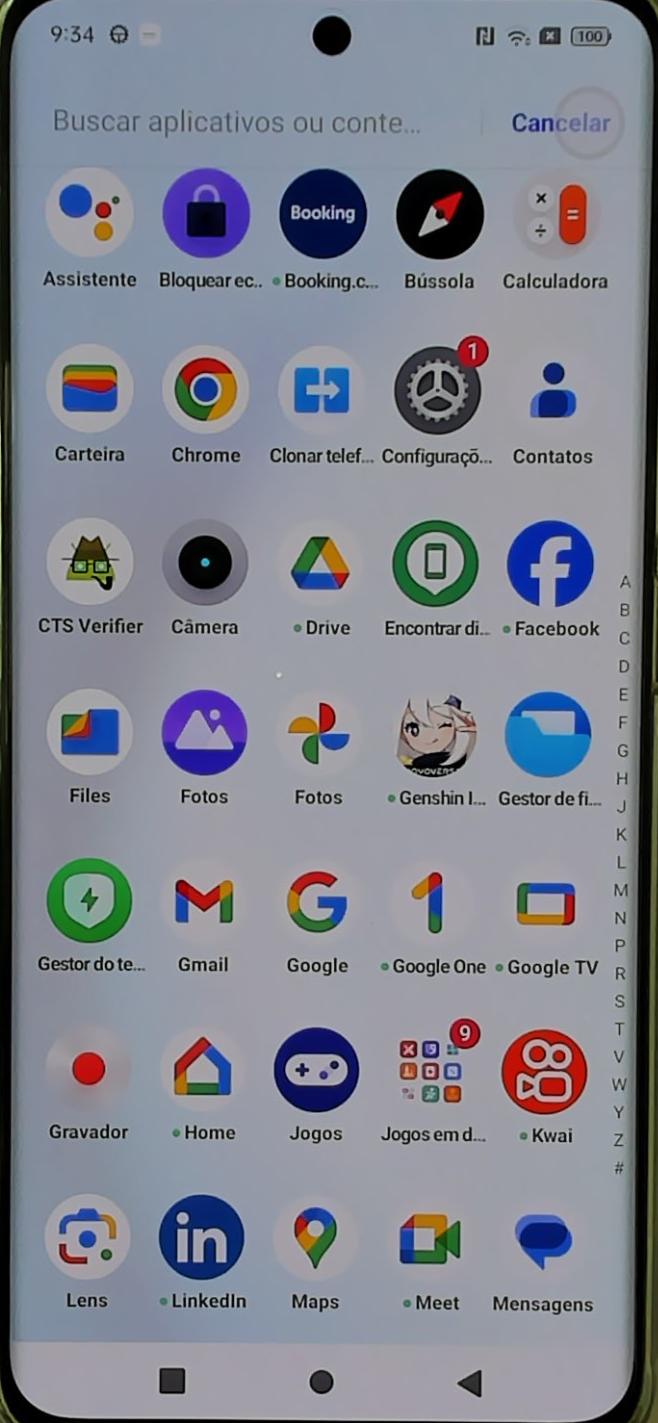 9:34
100
Buscar aplicativos ou conte...
Cancelar
Booking
Assistente
Bloquear ec..
Booking.c...
Bússola
Calculadora
1
Carteira
Chrome
Clonar telef...
Configuraçõ...
Contatos
CTS Verifier
Câmera
Drive
Encontrar di..
Facebook
Files
Fotos
Fotos
Genshin I...
Gestor de fi...
Gestor do te...
Gmail
Google
Google One
Google TV
9
Gravador
Home
Jogos
Jogos em d...
Kwai
in
Lens
LinkedIn
Maps
Meet
Mensagens
A
B
C
D
E
F
G
H
J
K
L
M
N
P
R
S
T
V
W
Y
Z
#